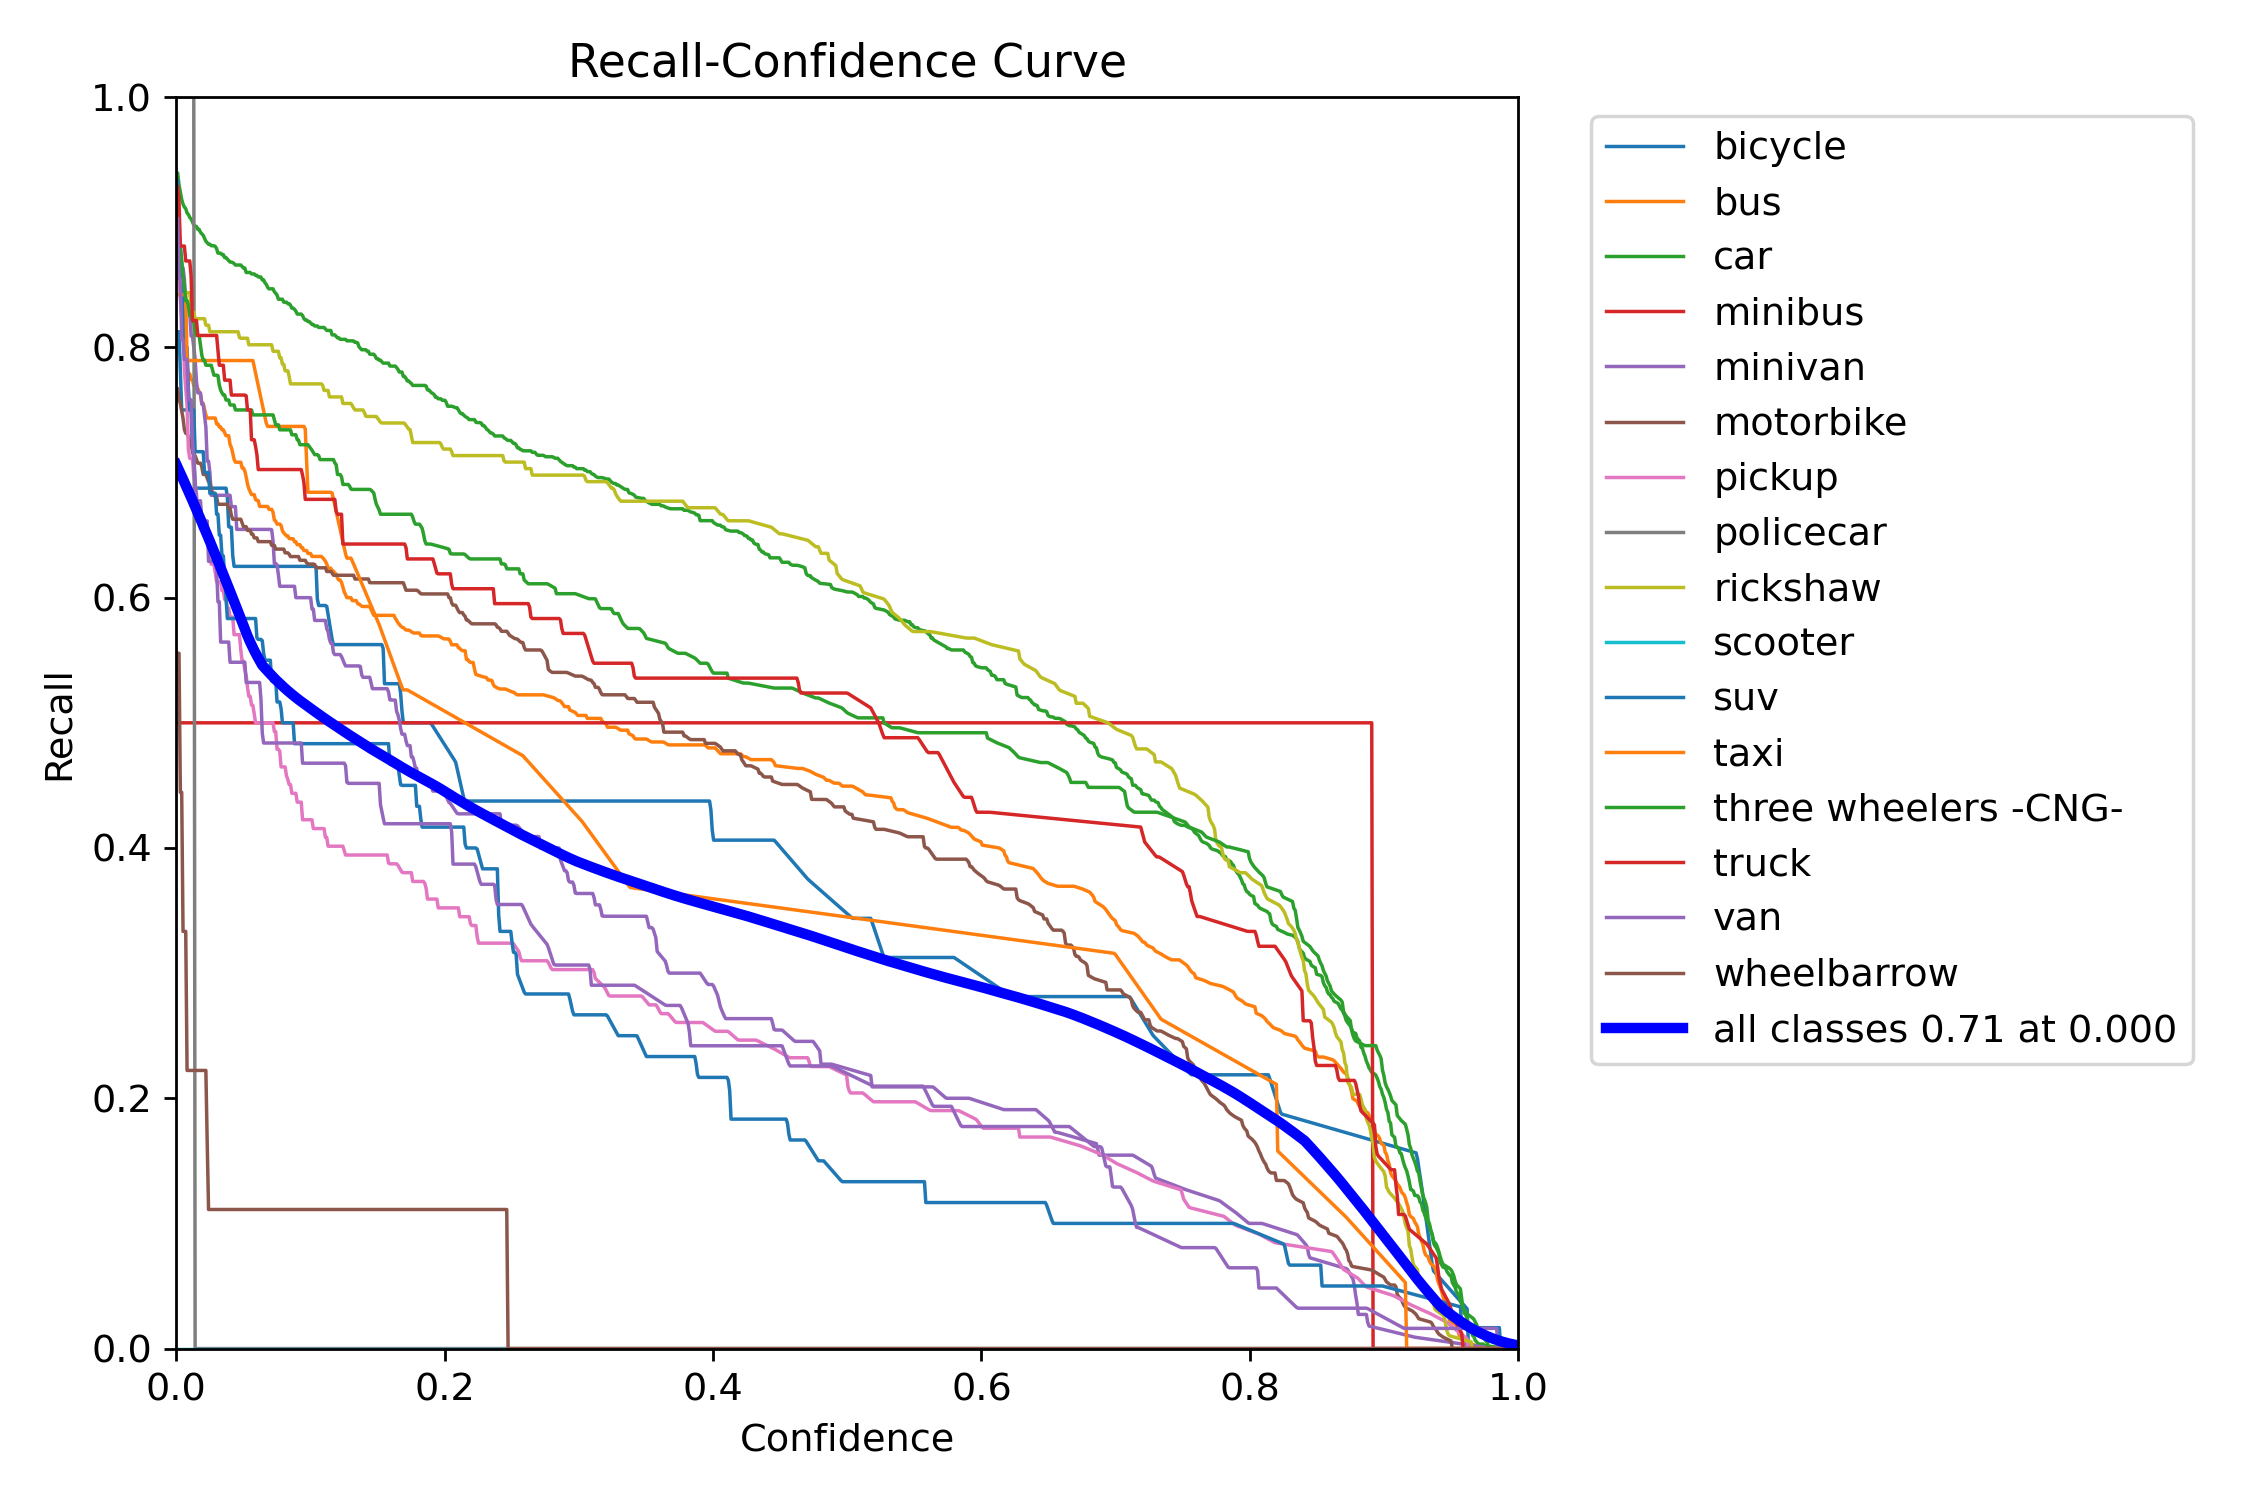 Recall-Confidence Curve
1.0
0.8
0.6
0.4
0.2
0.0
Recall
0.0 0.2 0.4 0.6 0.8 1.0
Confidence
bicycle
bus
car
minibus
minivan
motorbike
pickup
policecar
rickshaw
scooter
suv
taxi
three wheelers -CNG-
truck
van
wheelbarrow
all classes 0.71 at 0.000